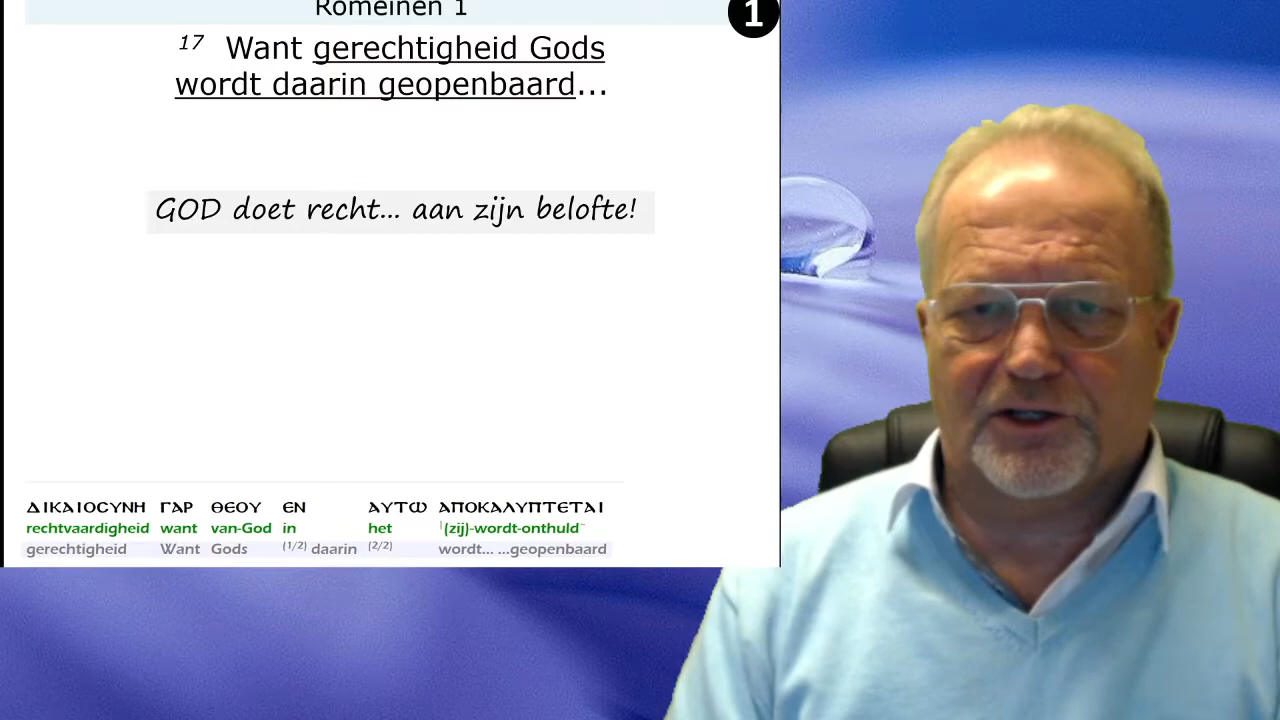 Romeinen 1
1
17 Want gerechtigheid Gods
wordt daarin geopenbaard...
GOD doet recht... aan zijn belofte!
ΔΙΚΑΙΟϹΥΝΗ ΓΑΡ ΘΕΟΥ ΕΝ ΑΥΤⲰ ΑΠΟΚΑΛΥΠΤΕΤΑΙ
rechtvaardigheid want van-God in het |(zij)-wordt-onthuld~
gerechtigheid Want Gods (1/2) daarin (2/2) wordt... ...geopenbaard